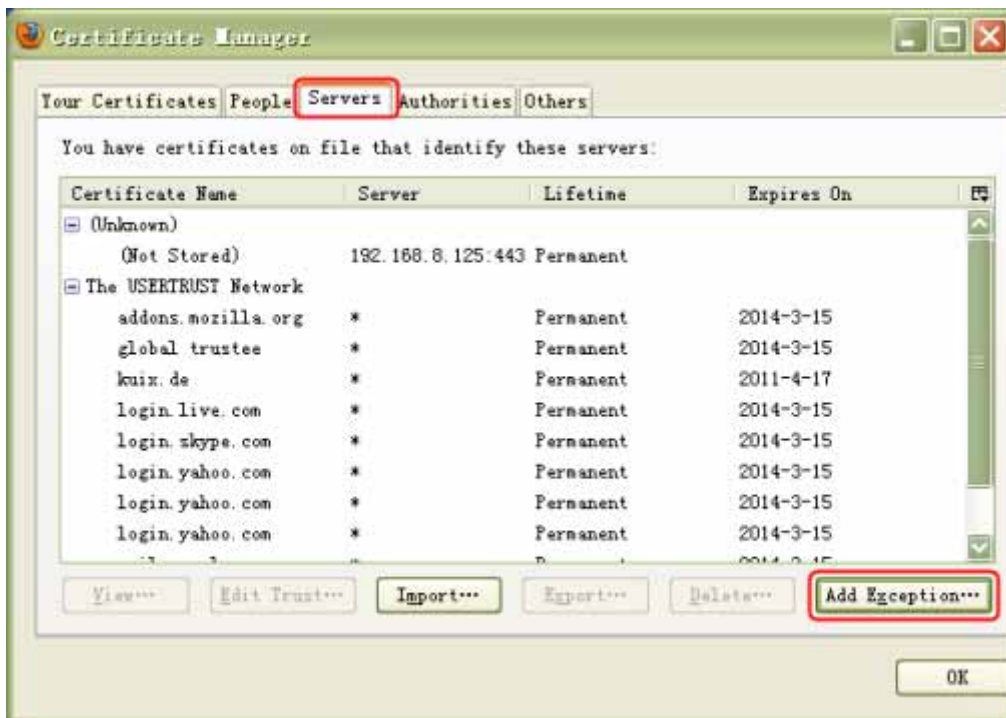 Certificate Manager
Your Certificates People Servers Authorities Others
You have certificates on file that identify these servers:
Certificate Name Server Lifetime Expires On
(Unknown)
(Not Stored) 192.168.8.125:443 Permanent
The USERTRUST Network
addons.mozilla.org * Permanent 2014-3-15
global trustee * Permanent 2014-3-15
kuix.de * Permanent 2011-4-17
login.live.com * Permanent 2014-3-15
login.skype.com * Permanent 2014-3-15
login.yahoo.com * Permanent 2014-3-15
login.yahoo.com * Permanent 2014-3-15
login.yahoo.com * Permanent 2014-3-15
View… Edit Trust… Import… Export… Delete… Add Exception…
OK